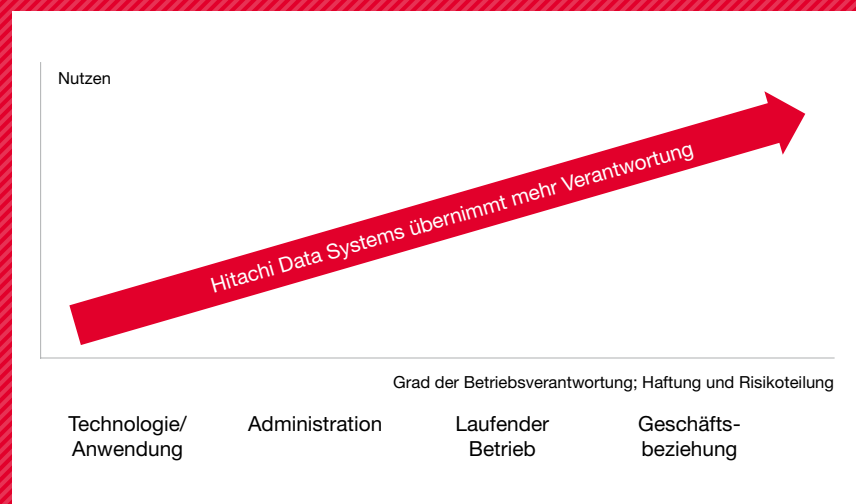 Nutzen
Hitachi Data Systems übernimmt mehr Verantwortung
Grad der Betriebsverantwortung; Haftung und Risikoteilung
Technologie/
Anwendung
Administration
Laufender
Betrieb
Geschäfts-
beziehung